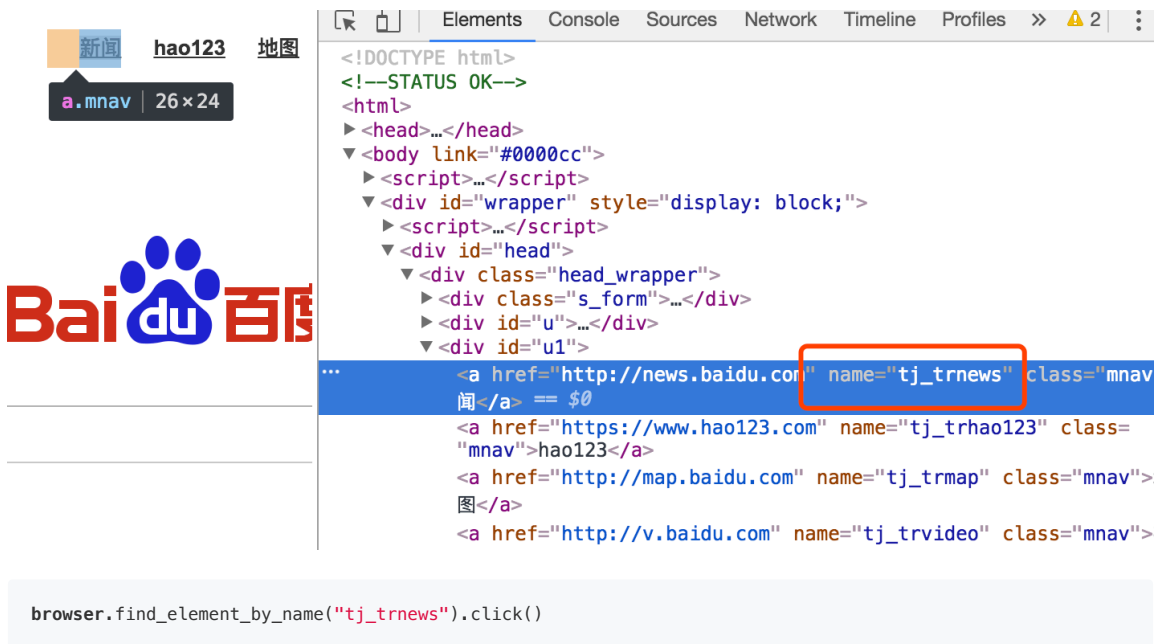 新闻 hao123 地图
a.mnav | 26×24
Bai du 百度
Elements Console Sources Network Timeline Profiles » 2
<!DOCTYPE html>
<!--STATUS OK-->
<html>
▶<head>…</head>
▼<body link="#0000cc">
▶<script>…</script>
▼<div id="wrapper" style="display: block;">
▶<script>…</script>
▼<div id="head">
▼<div class="head_wrapper">
▶<div class="s_form">…</div>
▶<div id="u">…</div>
▼<div id="u1">
<a href="http://news.baidu.com" name="tj_trnews" class="mnav
闻</a> == $0
<a href="https://www.hao123.com" name="tj_trhao123" class=
"mnav">hao123</a>
<a href="http://map.baidu.com" name="tj_trmap" class="mnav">
图</a>
<a href="http://v.baidu.com" name="tj_trvideo" class="mnav">
browser.find_element_by_name("tj_trnews").click()